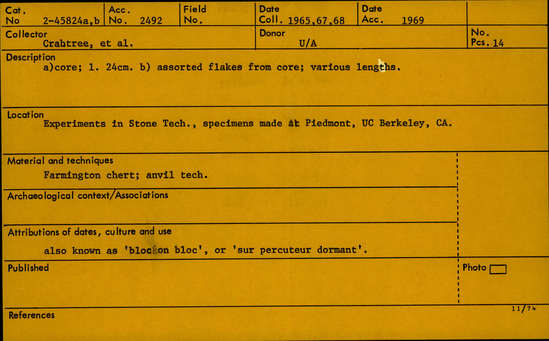 Cat. No 2-45824a,b Acc. No. 2492 Field No. Date Coll. 1965,67,68 Date Acc. 1969
Collector Crabtree, et al. Donor U/A No. Pcs. 14
Description
a)core; l. 24cm. b) assorted flakes from core; various lengths.
Location
Experiments in Stone Tech., specimens made at Piedmont, UC Berkeley, CA.
Material and techniques
Farmington chert; anvil tech.
Archaeological context/Associations
Attributions of dates, culture and use
also known as 'bloc on bloc', or 'sur percuteur dormant'.
Published Photo
References 11/74